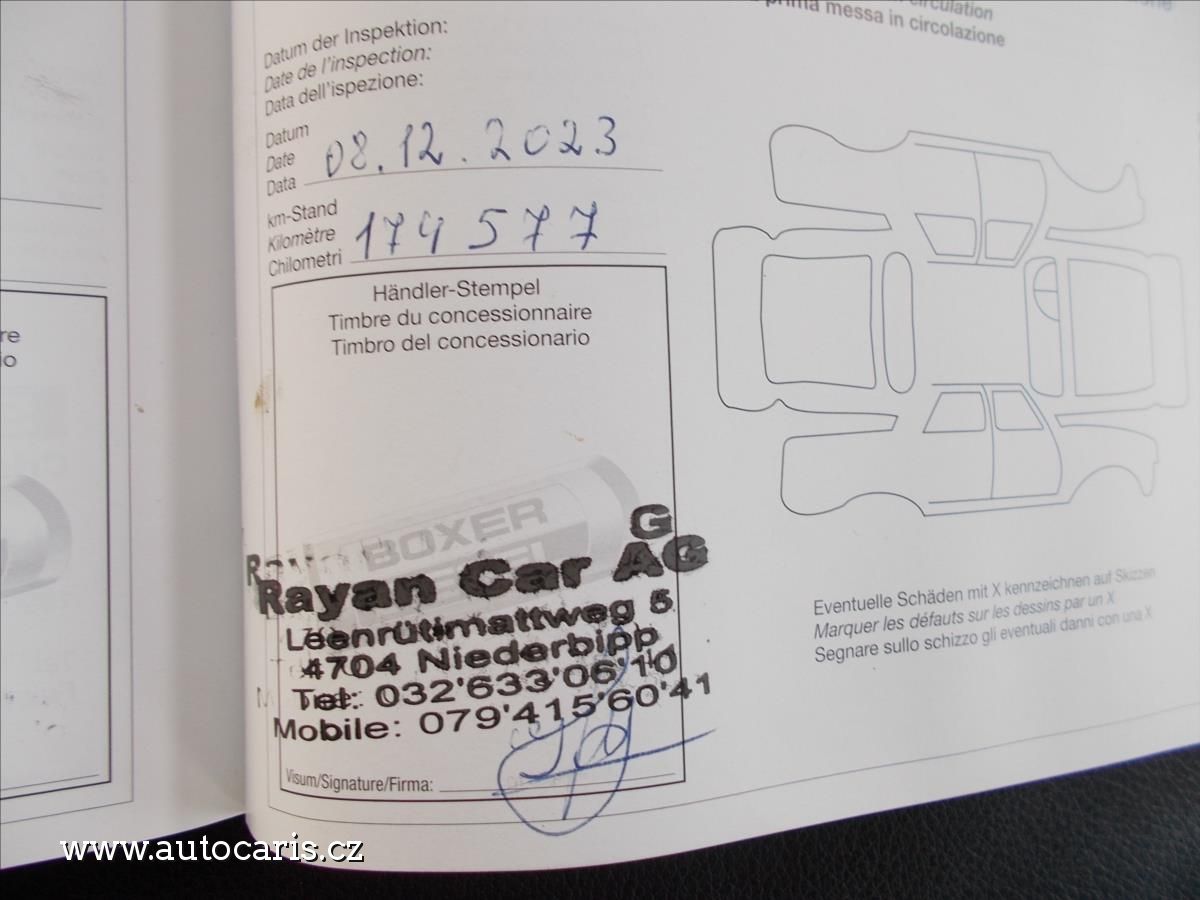 circulation
prima messa in circolazione
Datum der Inspektion:
Date de l'inspection:
Data dell'ispezione:
Datum
Date
Data
08.12.2023
km-Stand
Kilomètre
Chilometri
174 577
Händler-Stempel
Timbre du concessionnaire
Timbro del concessionario
re
io
BOXER
G
Rayan Car AG
Leenrütimattweg 5
4704 Niederbipp
Tel: 032'633'06'10
Mobile: 079'415'60'41
Visum/Signature/Firma:
Eventuelle Schäden mit X kennzeichnen auf Skizzen
Marquer les défauts sur les dessins par un X
Segnare sullo schizzo gli eventuali danni con una X
www.autocaris.cz